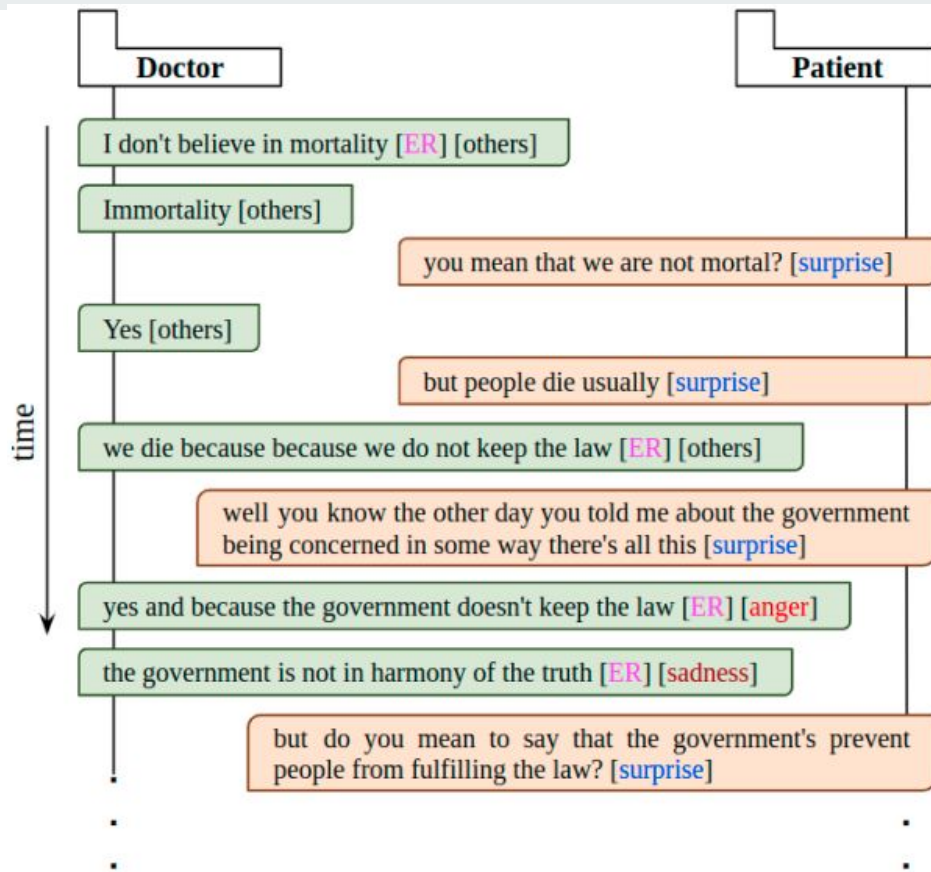 Doctor
Patient
I don't believe in mortality [ER] [others]
Immortality [others]
you mean that we are not mortal? [surprise]
Yes [others]
but people die usually [surprise]
time
we die because because we do not keep the law [ER] [others]
well you know the other day you told me about the government
being concerned in some way there's all this [surprise]
yes and because the government doesn't keep the law [ER] [anger]
the government is not in harmony of the truth [ER] [sadness]
but do you mean to say that the government's prevent
people from fulfilling the law? [surprise]